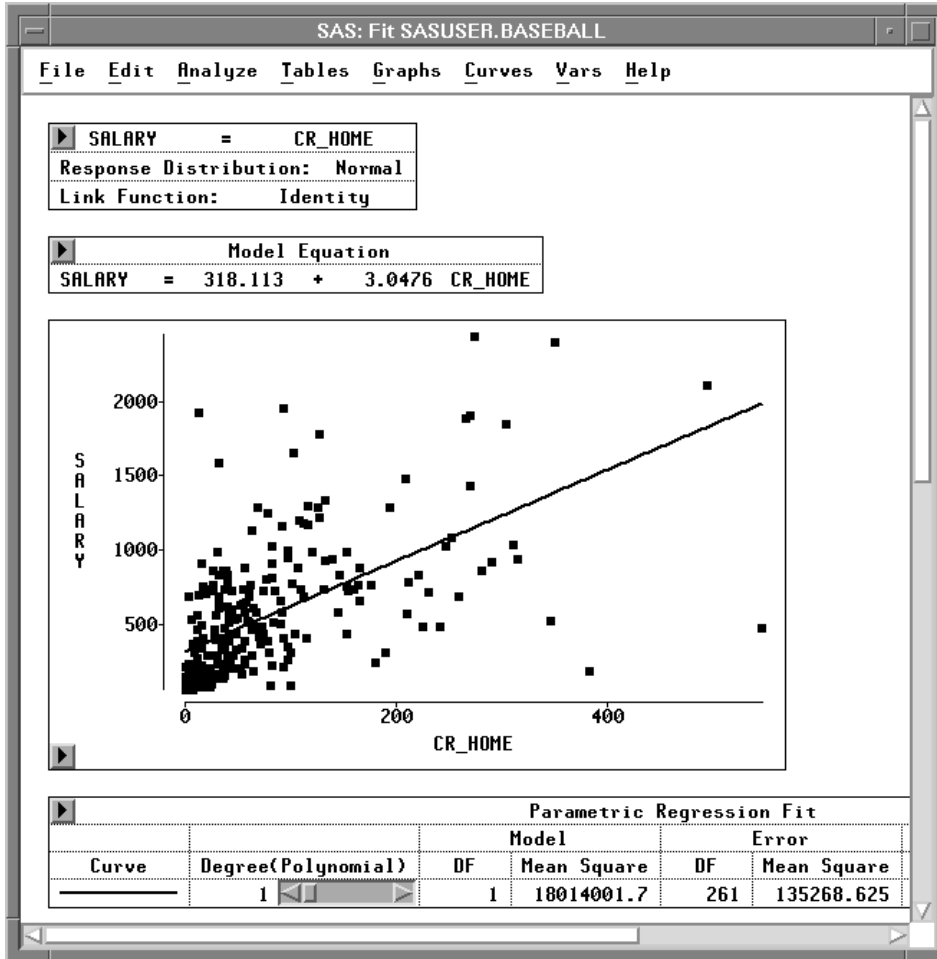 SAS: Fit SASUSER.BASEBALL
File Edit Analyze Tables Graphs Curves Vars Help
SALARY = CR_HOME
Response Distribution: Normal
Link Function: Identity
Model Equation
SALARY = 318.113 + 3.0476 CR_HOME
SALARY
2000
1500
1000
500
0 200 400
CR_HOME
Parametric Regression Fit
Model Error
Curve Degree(Polynomial) DF Mean Square DF Mean Square
1 1 18014001.7 261 135268.625